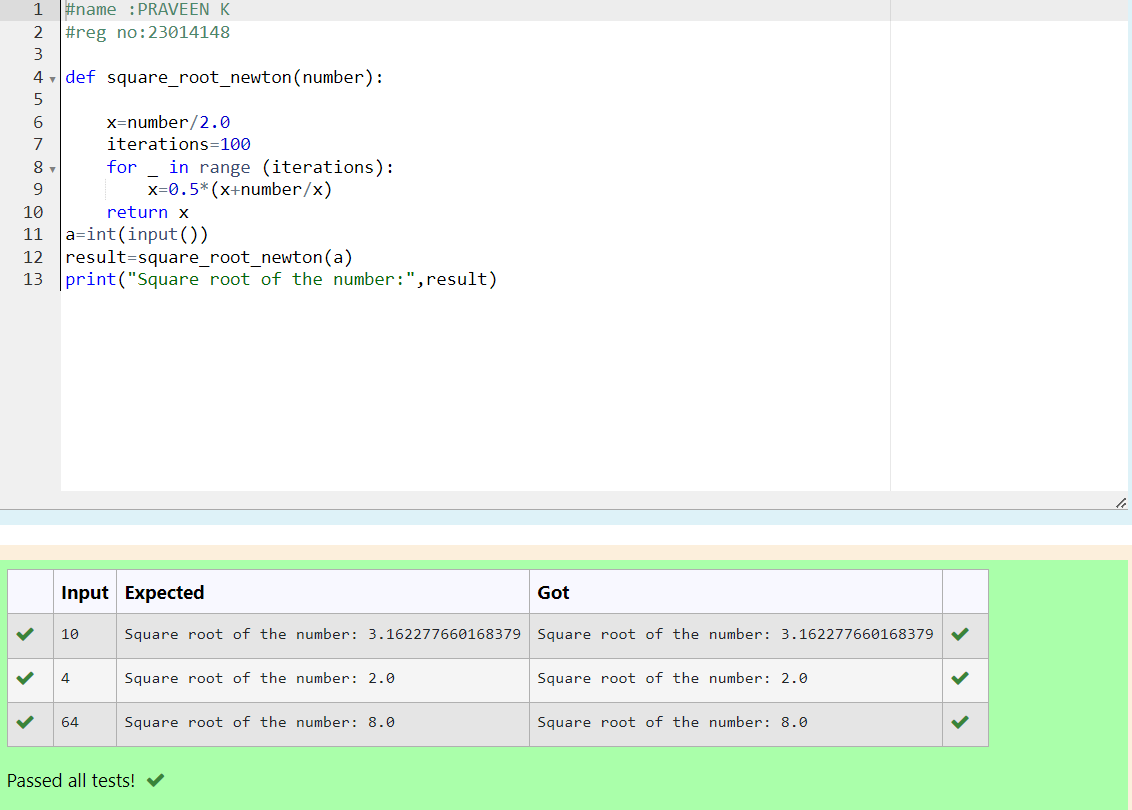 1 #name :PRAVEEN K
2 #reg no:23014148
3
4 def square_root_newton(number):
5
6     x=number/2.0
7     iterations=100
8     for _ in range (iterations):
9         x=0.5*(x+number/x)
10     return x
11 a=int(input())
12 result=square_root_newton(a)
13 print("Square root of the number:",result)
Input Expected Got
10 Square root of the number: 3.162277660168379 Square root of the number: 3.162277660168379
4 Square root of the number: 2.0 Square root of the number: 2.0
64 Square root of the number: 8.0 Square root of the number: 8.0
Passed all tests!